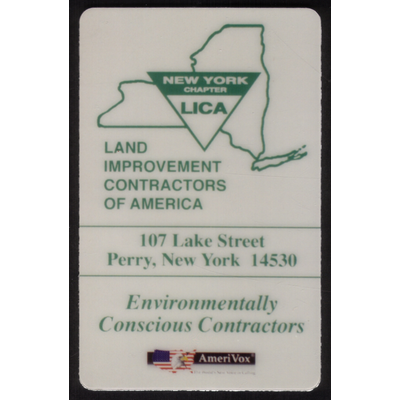 NEW YORK
CHAPTER
LICA
LAND
IMPROVEMENT
CONTRACTORS
OF AMERICA
107 Lake Street
Perry, New York 14530
Environmentally
Conscious Contractors
AmeriVox